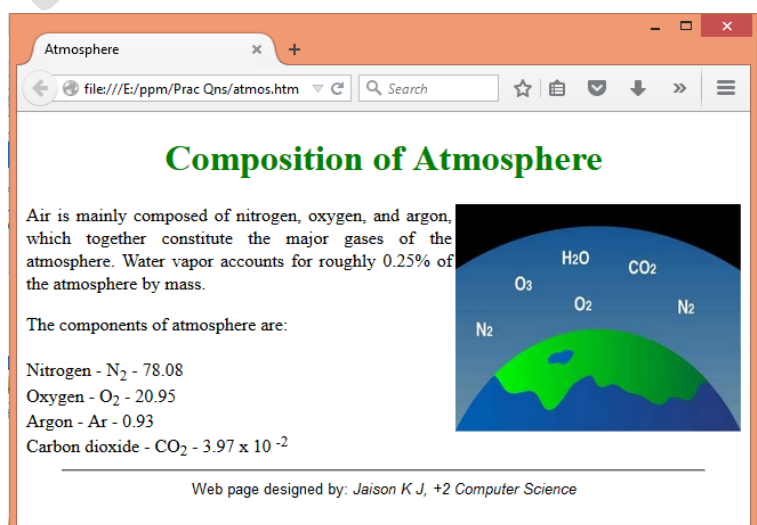 Atmosphere
file:///E:/ppm/Prac Qns/atmos.htm
Search
Composition of Atmosphere
Air is mainly composed of nitrogen, oxygen, and argon,
which together constitute the major gases of the
atmosphere. Water vapor accounts for roughly 0.25% of
the atmosphere by mass.
The components of atmosphere are:
Nitrogen - N₂ - 78.08
Oxygen - O₂ - 20.95
Argon - Ar - 0.93
Carbon dioxide - CO₂ - 3.97 x 10 ⁻²
H2O
CO2
O3
O2
N2
N2
Web page designed by: Jaison K J, +2 Computer Science